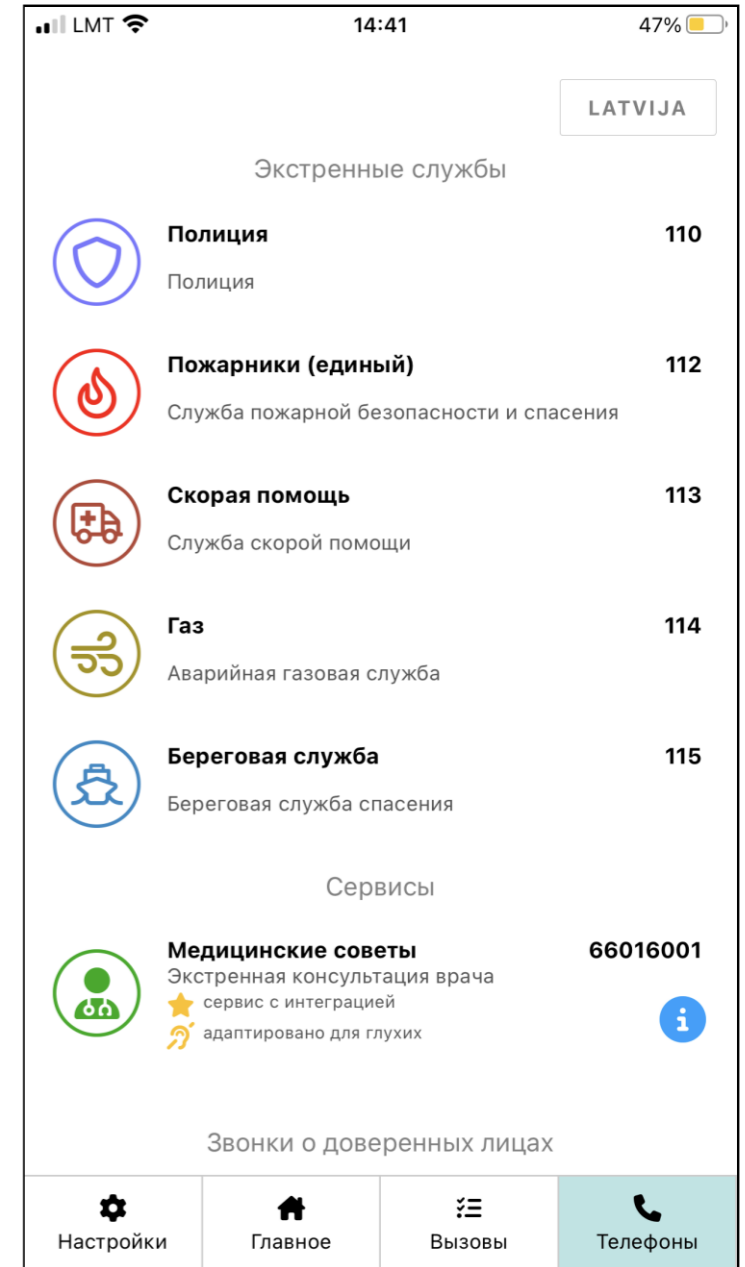 LMT 14:41 47%
LATVIJA
Экстренные службы
Полиция 110
Полиция
Пожарники (единый) 112
Служба пожарной безопасности и спасения
Скорая помощь 113
Служба скорой помощи
Газ 114
Аварийная газовая служба
Береговая служба 115
Береговая служба спасения
Сервисы
Медицинские советы 66016001
Экстренная консультация врача
сервис с интеграцией
адаптировано для глухих
Звонки о доверенных лицах
Настройки Главное Вызовы Телефоны